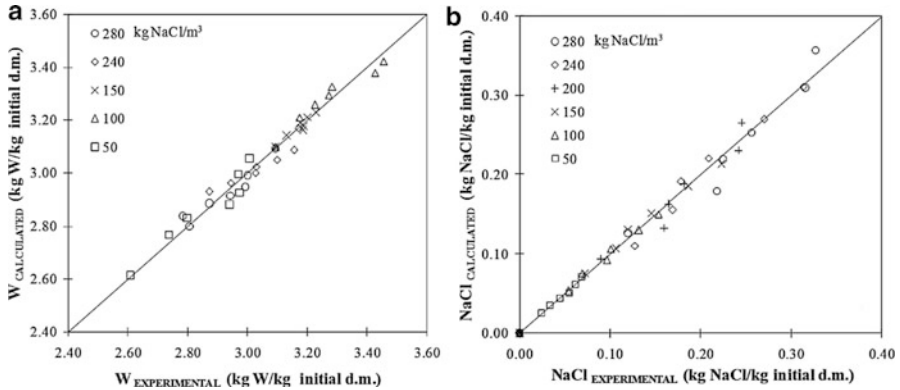 a
3.60
3.40
3.20
3.00
2.80
2.60
2.40
W CALCULATED (kg W/kg initial d.m.)
280 kg NaCl/m³
240
150
100
50
2.40 2.60 2.80 3.00 3.20 3.40 3.60
W EXPERIMENTAL (kg W/kg initial d.m.)
b
0.40
0.30
0.20
0.10
0.00
NaCl CALCULATED (kg NaCl/kg initial d.m.)
280 kg NaCl/m³
240
200
150
100
50
0.00 0.10 0.20 0.30 0.40
NaCl EXPERIMENTAL (kg NaCl/kg initial d.m.)